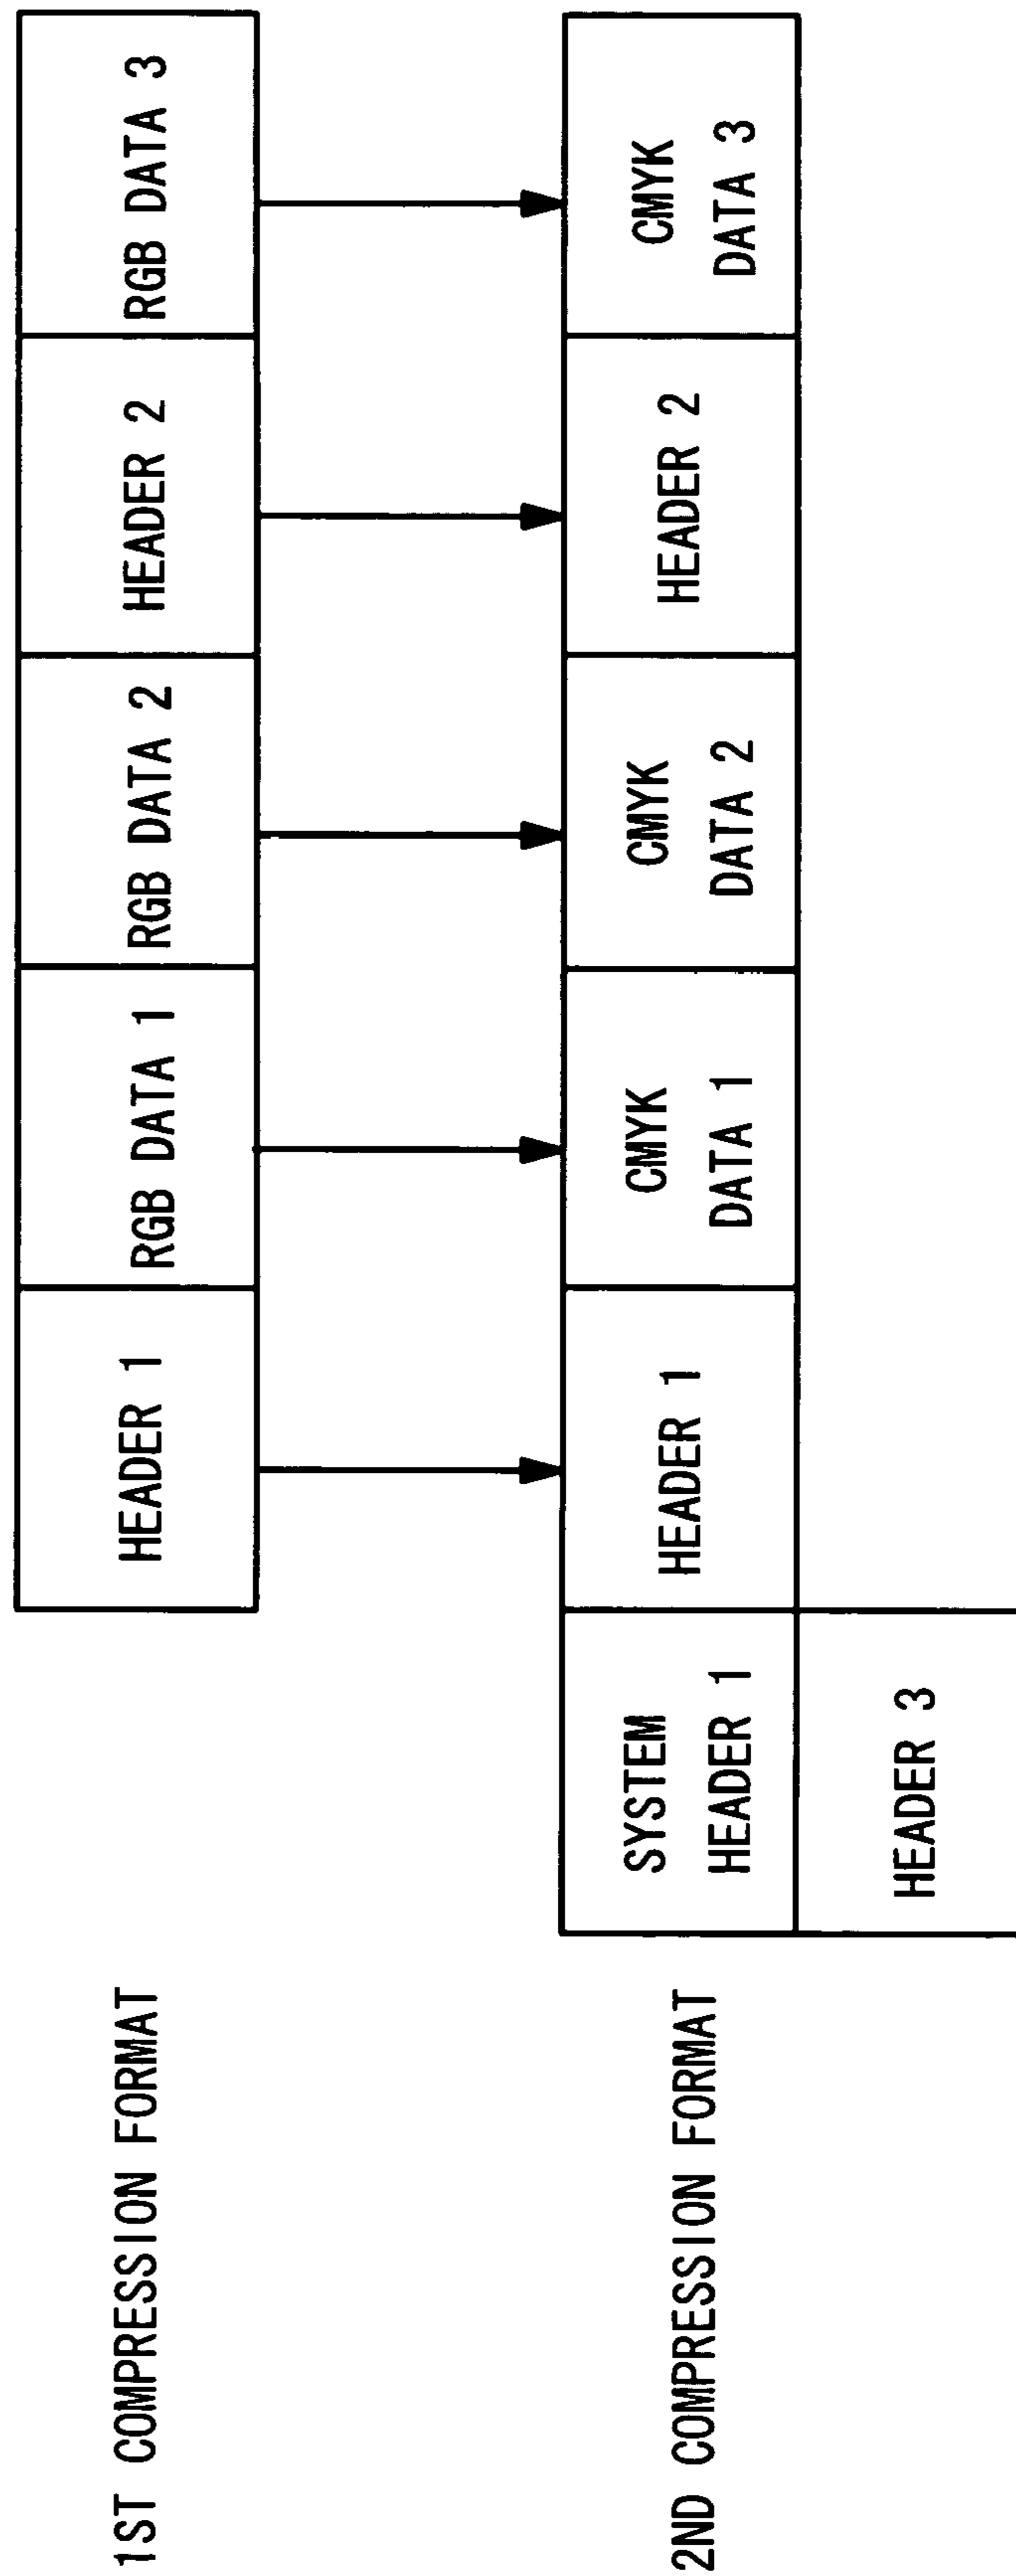 1ST COMPRESSION FORMAT
HEADER 1
RGB DATA 1
RGB DATA 2
HEADER 2
RGB DATA 3
2ND COMPRESSION FORMAT
SYSTEM
HEADER 1
HEADER 1
CMYK
DATA 1
CMYK
DATA 2
HEADER 2
CMYK
DATA 3
HEADER 3